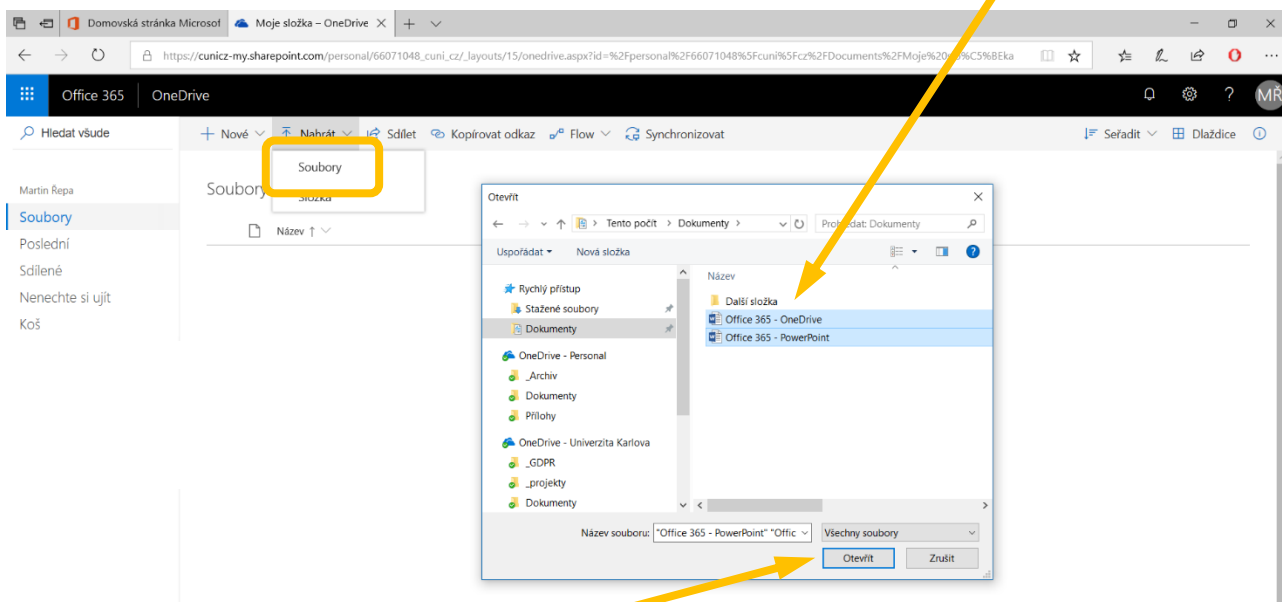 Domovská stránka Microsof
Moje složka – OneDrive
https://cunicz-my.sharepoint.com/personal/66071048_cuni_cz/_layouts/15/onedrive.aspx?id=%2Fpersonal%2F66071048%5Fcuni%5Fcz%2FDocuments%2FMoje%20
Office 365 OneDrive ? MŘ
Hledat všude
Nové Nahrát Sdílet Kopírovat odkaz Flow Synchronizovat Seřadit Dlaždice
Soubory
Složka
Martin Řepa
Soubory
Poslední
Sdílené
Nenechte si ujít
Koš
Soubory
Název ↑
Otevřít
Tento počít > Dokumenty > Prohledat: Dokumenty
Uspořádat Nová složka
Rychlý přístup
Stažené soubory
Dokumenty
OneDrive - Personal
_Archiv
Dokumenty
Přílohy
OneDrive - Univerzita Karlova
_GDPR
_projekty
Dokumenty
Název
Další složka
Office 365 - OneDrive
Office 365 - PowerPoint
Název souboru: "Office 365 - PowerPoint" "Offic Všechny soubory
Otevřít Zrušit